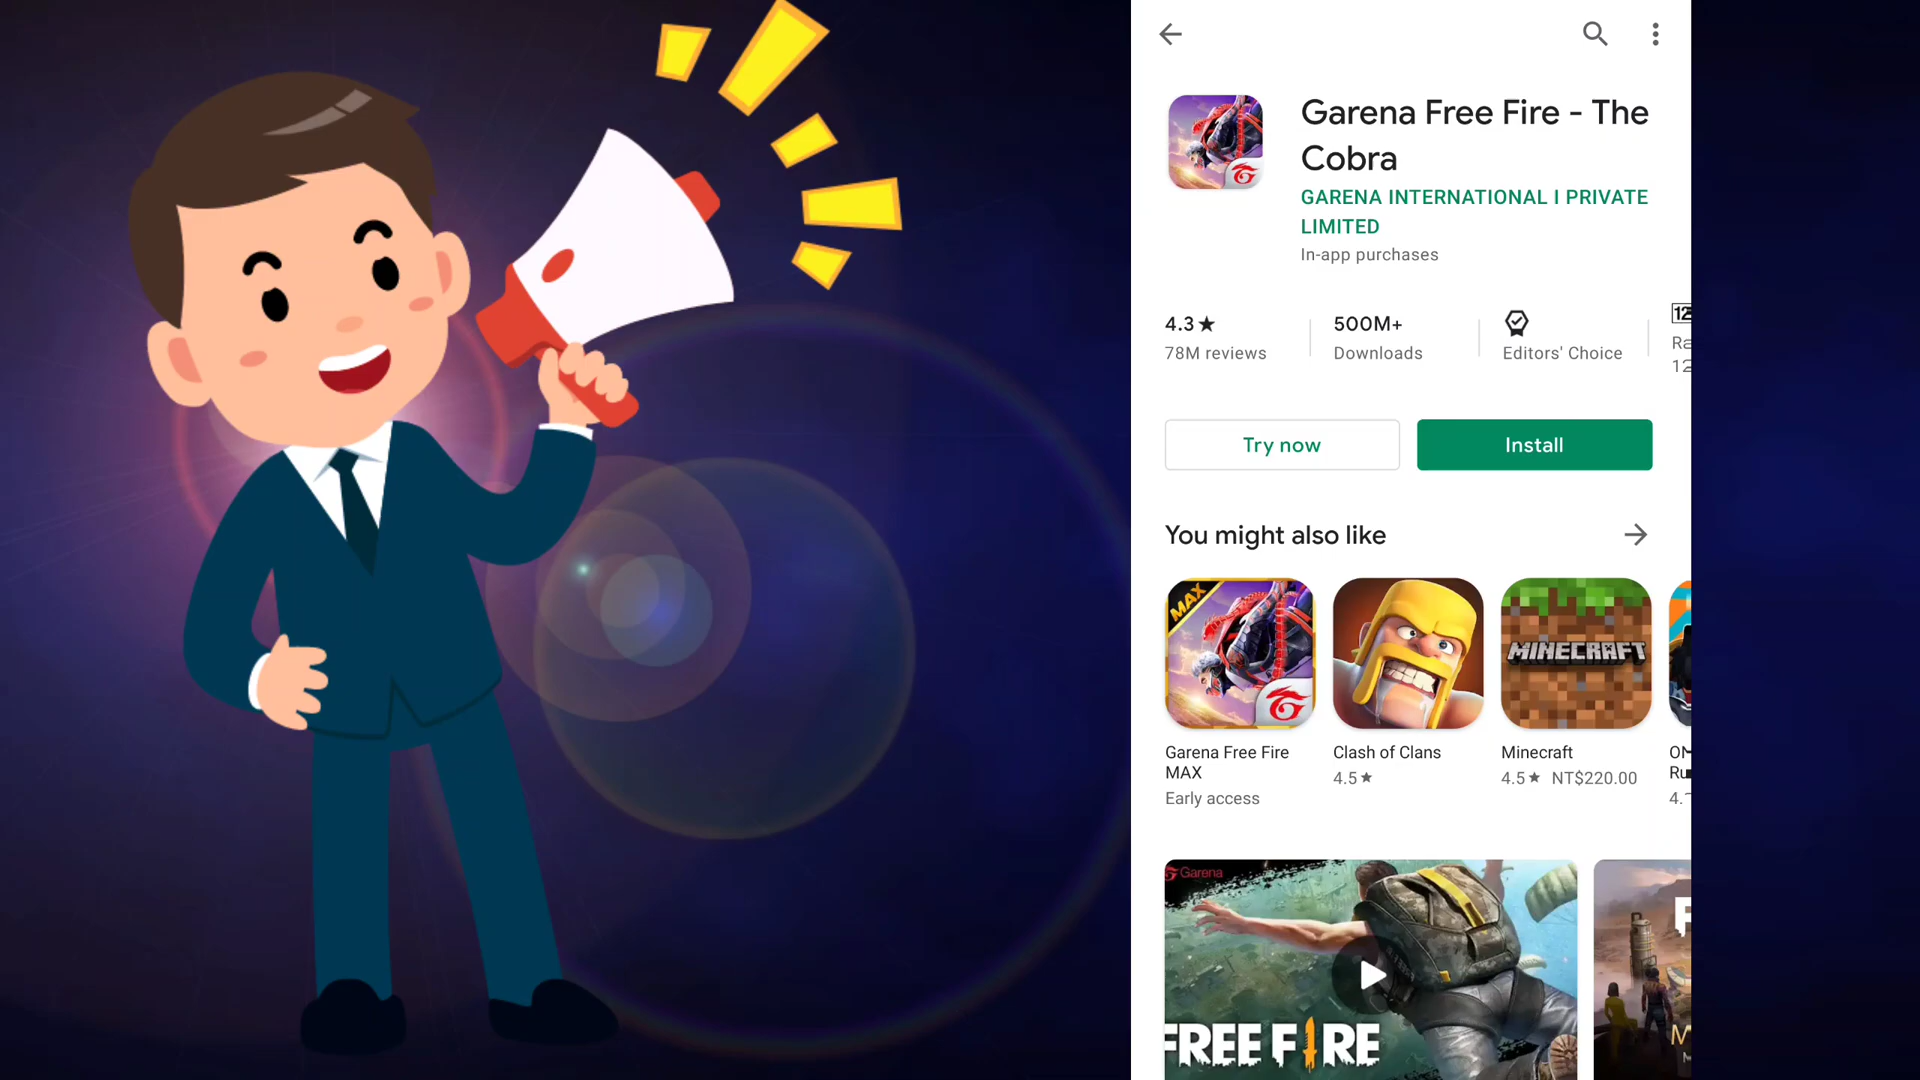 Garena Free Fire - The
Cobra
GARENA INTERNATIONAL I PRIVATE
LIMITED
In-app purchases
4.3★
78M reviews
500M+
Downloads
Editors' Choice
12
Try now
Install
You might also like
MAX
MINECRAFT
Garena Free Fire
MAX
Early access
Clash of Clans
4.5★
Minecraft
4.5★ NT$220.00
Garena
FREE FIRE